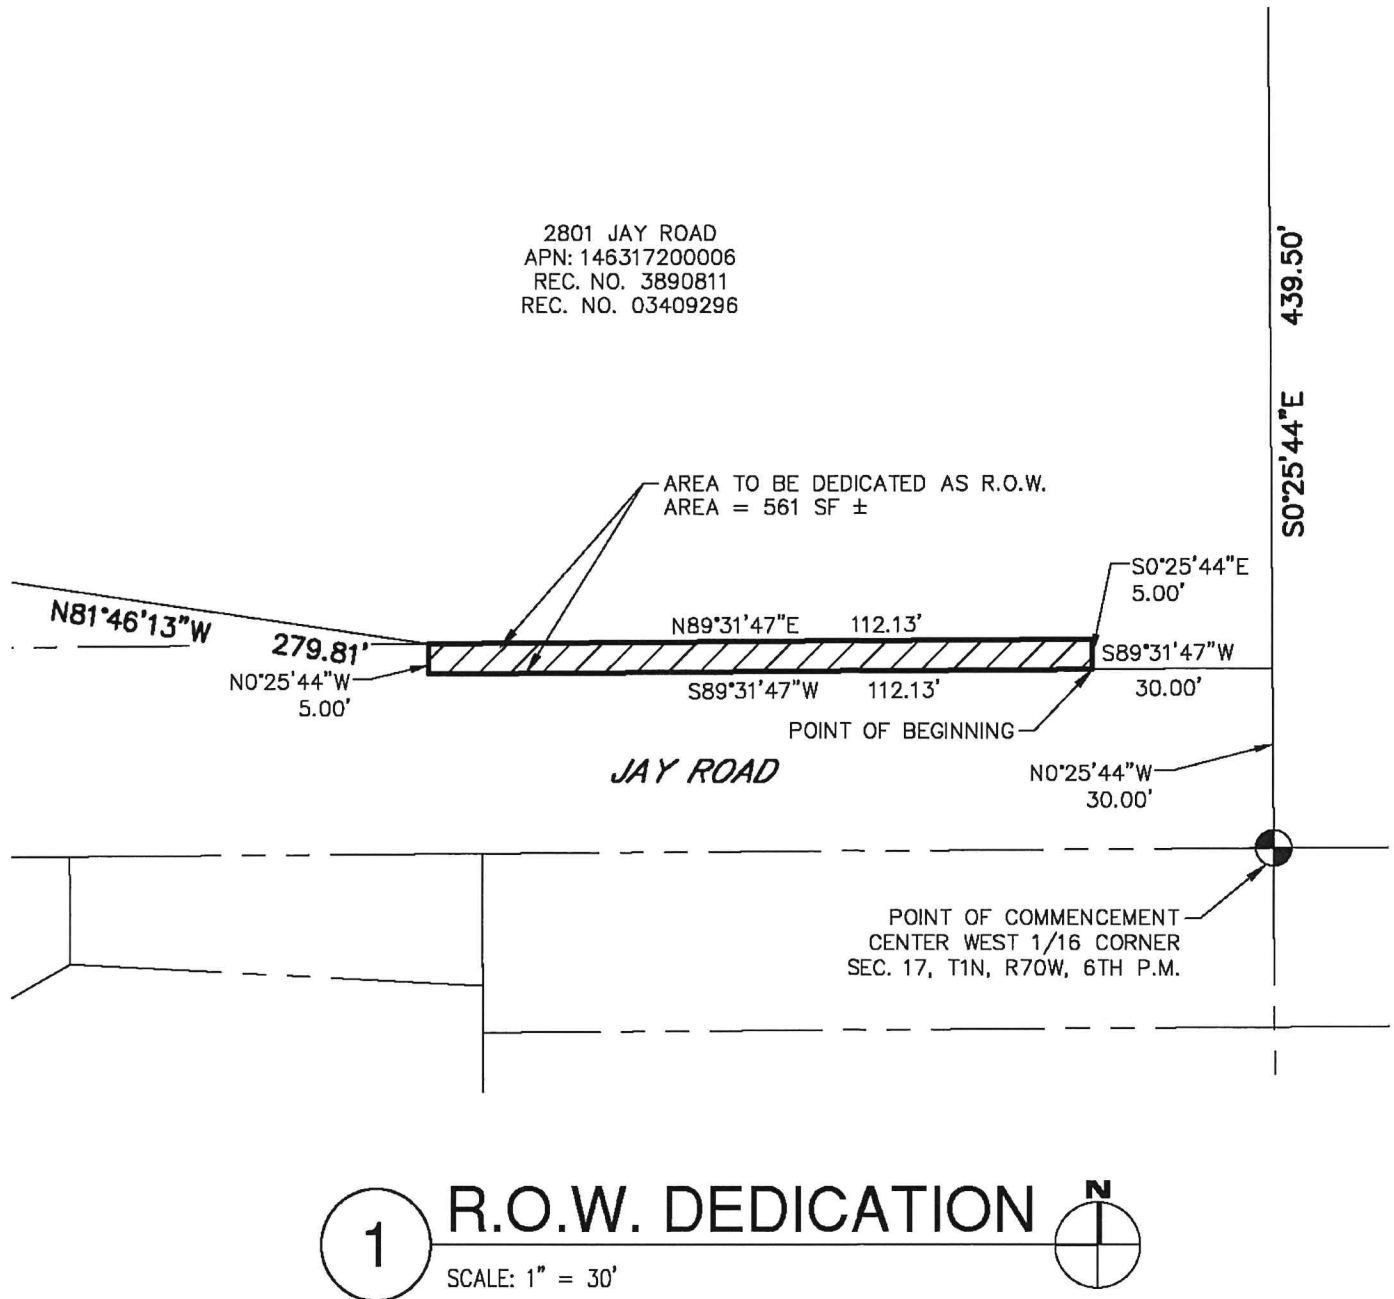 2801 JAY ROAD
APN: 146317200006
REC. NO. 3890811
REC. NO. 03409296
S0°25'44"E 439.50'
AREA TO BE DEDICATED AS R.O.W.
AREA = 561 SF ±
S0°25'44"E
5.00'
N81°46'13"W
279.81'
N89°31'47"E 112.13'
S89°31'47"W
30.00'
N0°25'44"W
5.00'
S89°31'47"W 112.13'
POINT OF BEGINNING
JAY ROAD
N0°25'44"W
30.00'
POINT OF COMMENCEMENT
CENTER WEST 1/16 CORNER
SEC. 17, T1N, R70W, 6TH P.M.
1
R.O.W. DEDICATION
N
SCALE: 1" = 30'